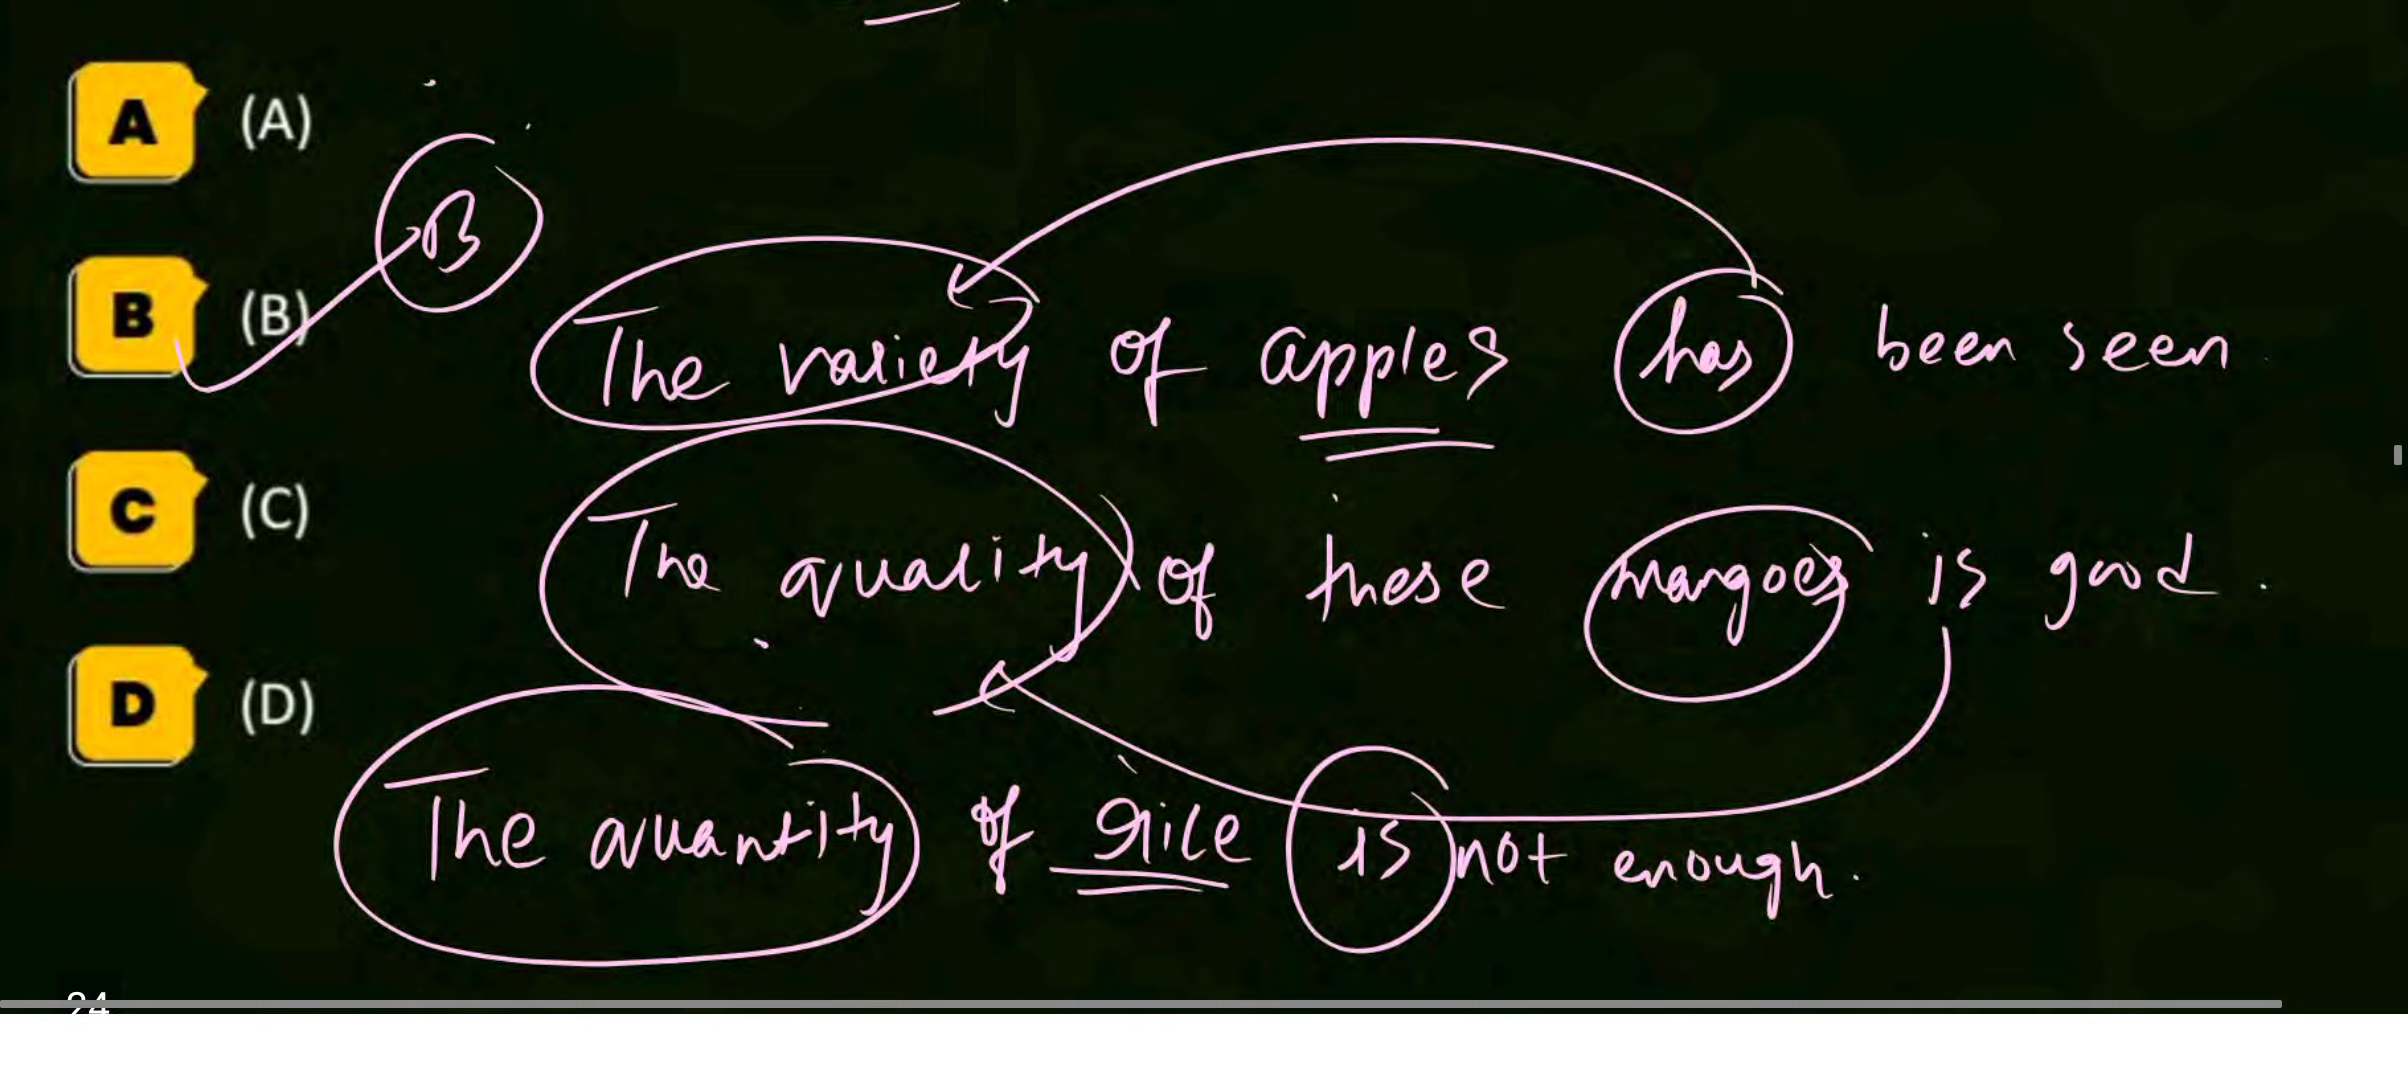 A (A)
B
B (B)
The variety of apples has been seen.
C (C)
The quality of these mangoes is good.
D (D)
The quantity of rice is not enough.
24